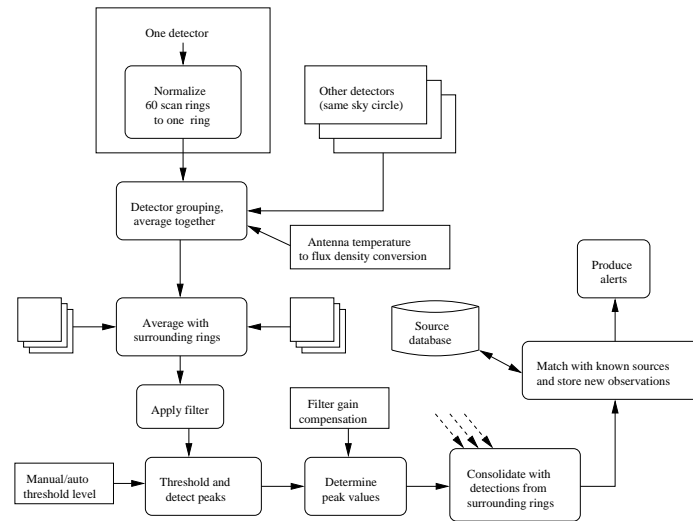 One detector
Normalize
60 scan rings
to one ring
Other detectors
(same sky circle)
Detector grouping,
average together
Antenna temperature
to flux density conversion
Produce
alerts
Average with
surrounding rings
Source
database
Match with known sources
and store new observations
Apply filter
Filter gain
compensation
Manual/auto
threshold level
Threshold and
detect peaks
Determine
peak values
Consolidate with
detections from
surrounding rings